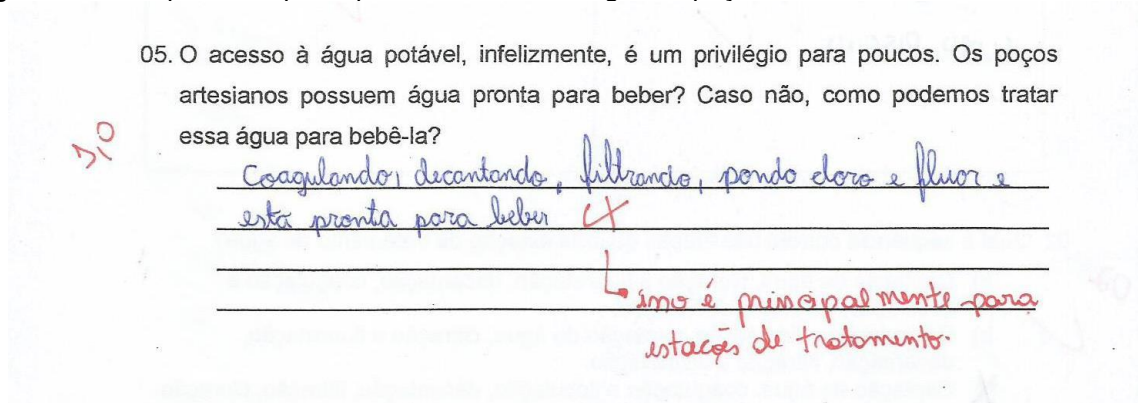 05. O acesso à água potável, infelizmente, é um privilégio para poucos. Os poços
artesianos possuem água pronta para beber? Caso não, como podemos tratar
essa água para bebê-la?
1,0
Coagulando, decantando, filtrando, pondo cloro e fluor e
está pronta para beber
isso é principalmente para
estações de tratamento.